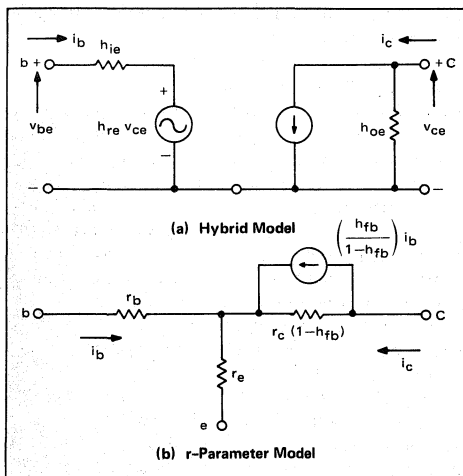 i_b
i_c
b +
h_ie
+ C
+
v_be
h_re v_ce
h_oe
v_ce
−
−
−
(a) Hybrid Model
(h_fb / 1−h_fb) i_b
b
r_b
C
r_c (1−h_fb)
i_b
i_c
r_e
e
(b) r-Parameter Model